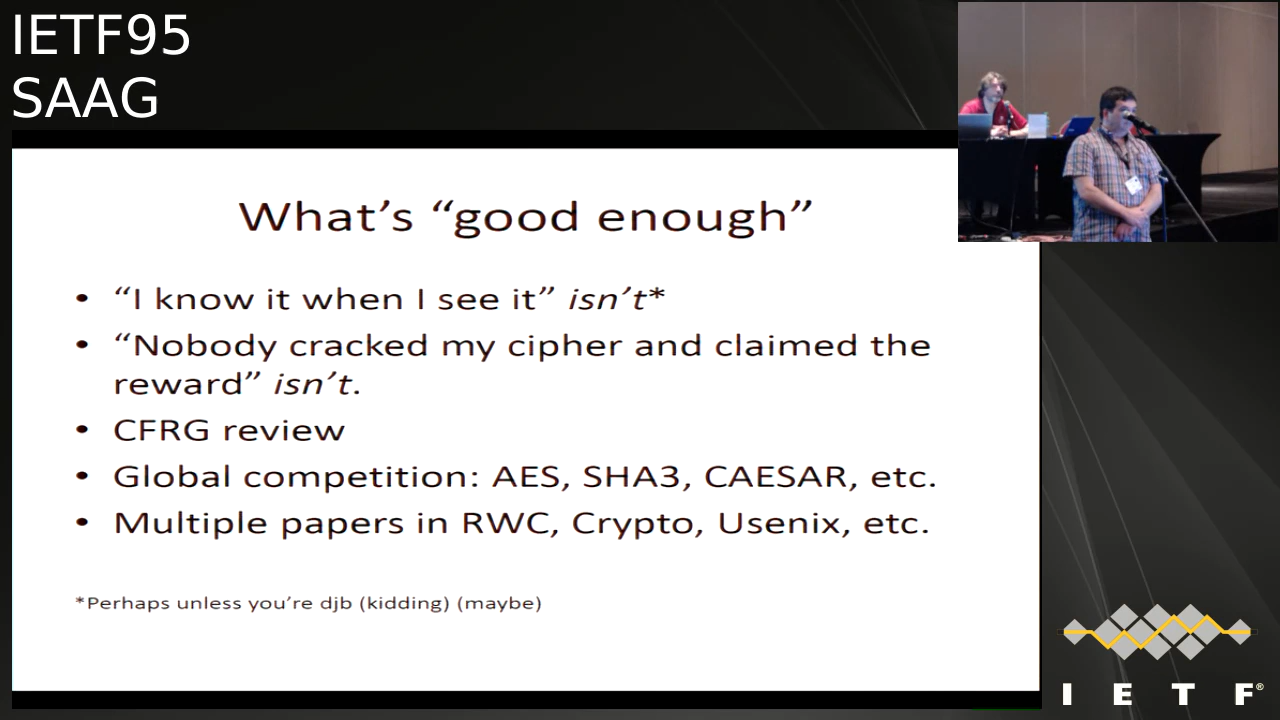 IETF95
SAAG
What's “good enough”
• “I know it when I see it” isn't*
• “Nobody cracked my cipher and claimed the
reward” isn't.
• CFRG review
• Global competition: AES, SHA3, CAESAR, etc.
• Multiple papers in RWC, Crypto, Usenix, etc.
*Perhaps unless you're djb (kidding) (maybe)
I E T F®